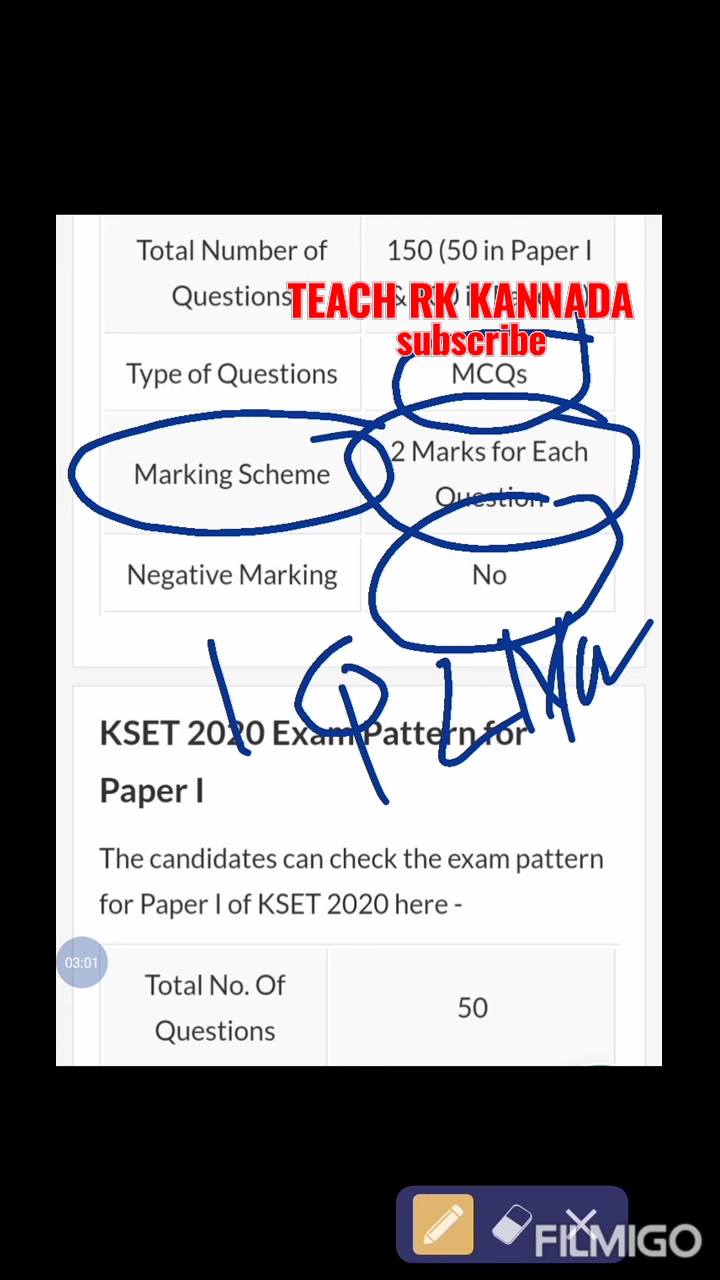 Total Number of
150 (50 in Paper I
Questions
TEACH RK KANNADA
subscribe
Type of Questions
MCQs
Marking Scheme
2 Marks for Each
Question
Negative Marking
No
1 Q
KSET 2020 Exam Pattern for
Paper I
The candidates can check the exam pattern
for Paper I of KSET 2020 here -
03:01
Total No. Of
Questions
50
FILMIGO